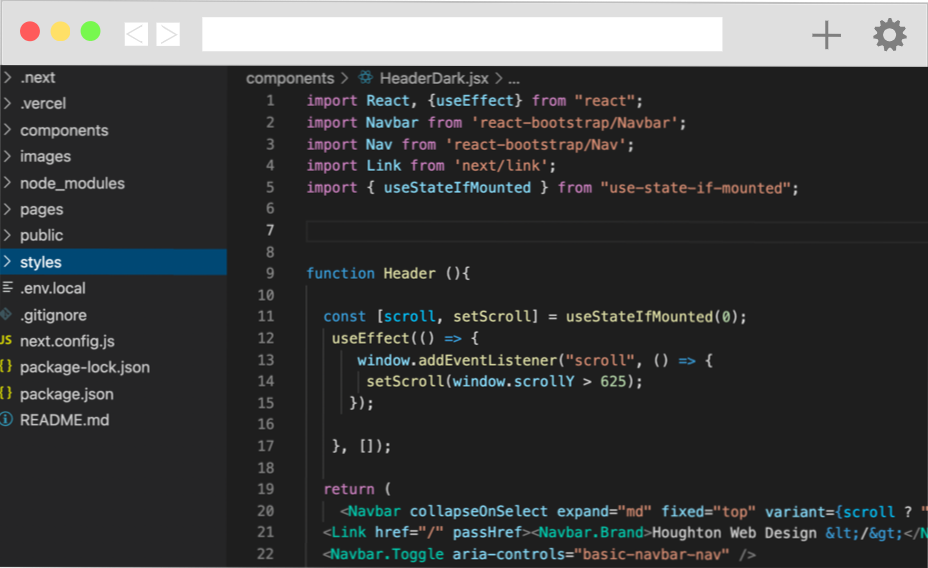 .next
.vercel
components
images
node_modules
pages
public
styles
.env.local
.gitignore
JS next.config.js
{} package-lock.json
{} package.json
README.md
components > HeaderDark.jsx > ...
1 import React, {useEffect} from "react";
2 import Navbar from 'react-bootstrap/Navbar';
3 import Nav from 'react-bootstrap/Nav';
4 import Link from 'next/link';
5 import { useStateIfMounted } from "use-state-if-mounted";
6
7
8
9 function Header (){
10
11 const [scroll, setScroll] = useStateIfMounted(0);
12 useEffect(() => {
13 window.addEventListener("scroll", () => {
14 setScroll(window.scrollY > 625);
15 });
16
17 }, []);
18
19 return (
20 <Navbar collapseOnSelect expand="md" fixed="top" variant={scroll ? "
21 <Link href="/" passHref><Navbar.Brand>Houghton Web Design &lt;/&gt;</N
22 <Navbar.Toggle aria-controls="basic-navbar-nav" />